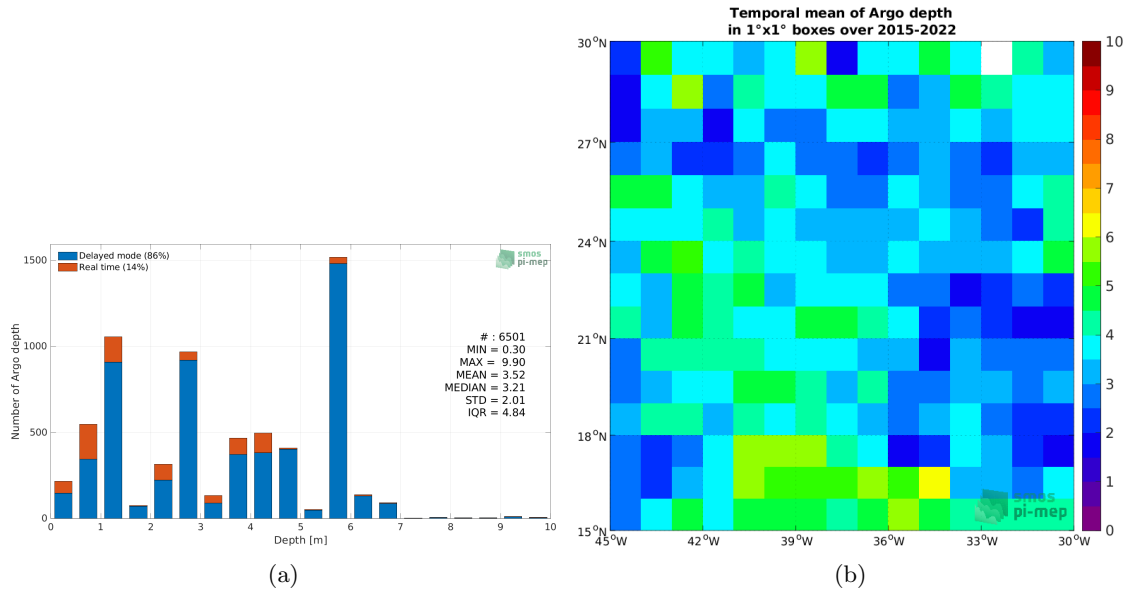 Delayed mode (86%)
Real time (14%)
smos
pi-mep
1500
1000
500
0
Number of Argo depth
# : 6501
MIN = 0.30
MAX = 9.90
MEAN = 3.52
MEDIAN = 3.21
STD = 2.01
IQR = 4.84
0 1 2 3 4 5 6 7 8 9 10
Depth [m]
(a)
Temporal mean of Argo depth
in 1°x1° boxes over 2015-2022
30°N
27°N
24°N
21°N
18°N
15°N
45°W 42°W 39°W 36°W 33°W 30°W
smos
pi-mep
10
9
8
7
6
5
4
3
2
1
0
(b)